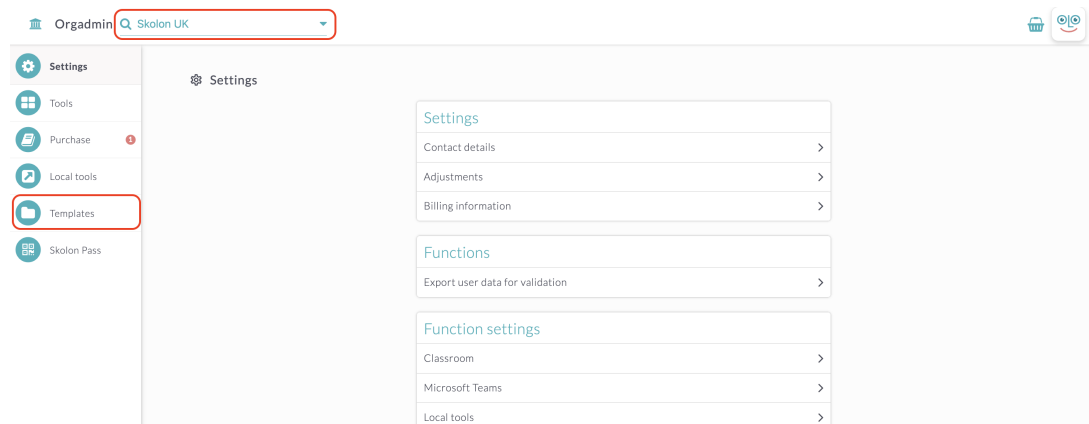 Orgadmin Skolon UK
Settings
Tools
Purchase 1
Local tools
Templates
Skolon Pass
Settings
Settings
Contact details
Adjustments
Billing information
Functions
Export user data for validation
Function settings
Classroom
Microsoft Teams
Local tools